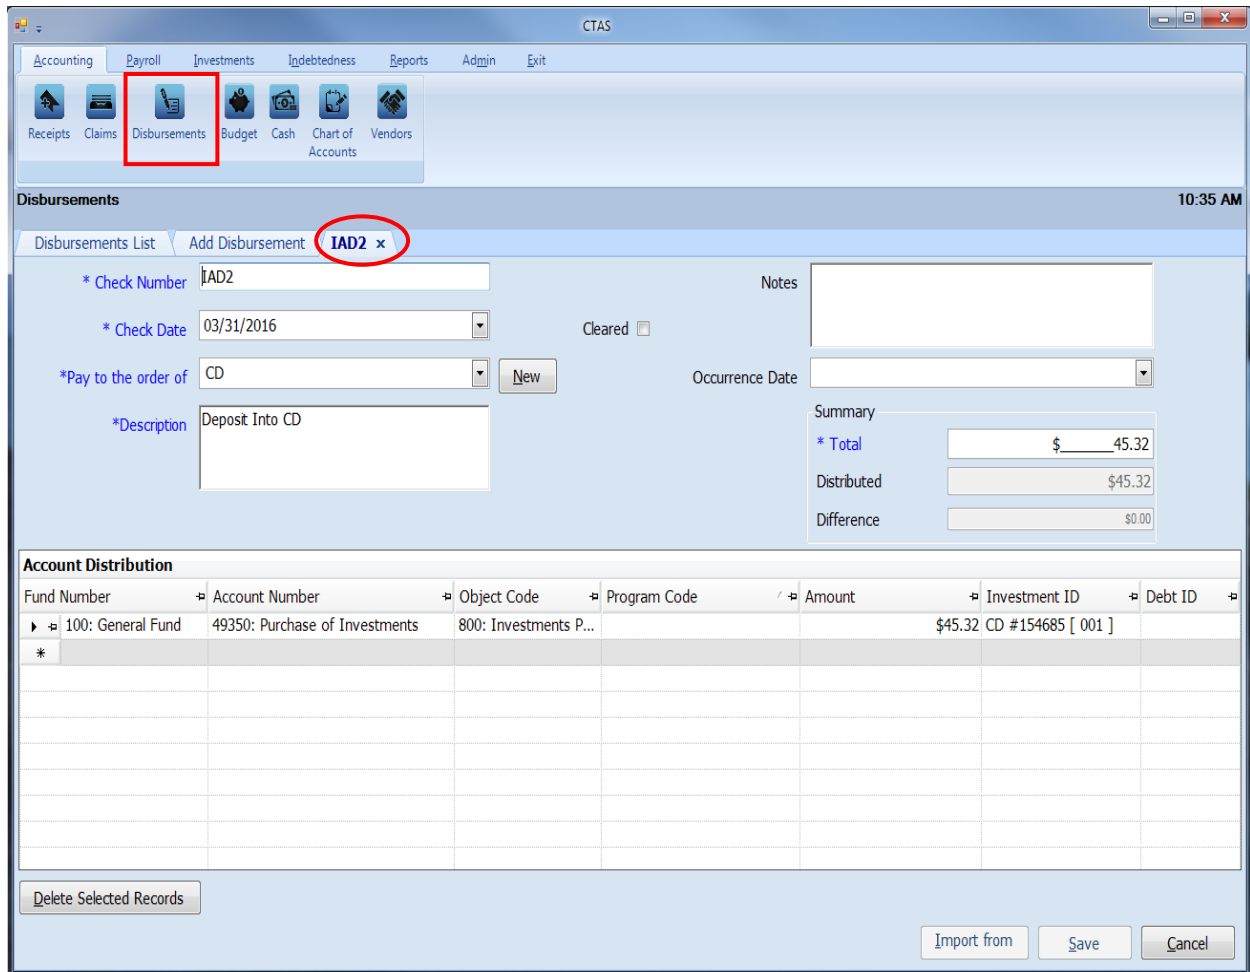 CTAS
Accounting Payroll Investments Indebtedness Reports Admin Exit
Receipts Claims Disbursements Budget Cash Chart of Accounts Vendors
Disbursements 10:35 AM
Disbursements List Add Disbursement IAD2 x
* Check Number IAD2 Notes
* Check Date 03/31/2016 Cleared
*Pay to the order of CD New Occurrence Date
*Description Deposit Into CD Summary
* Total $______45.32
Distributed $45.32
Difference $0.00
Account Distribution
Fund Number Account Number Object Code Program Code Amount Investment ID Debt ID
100: General Fund 49350: Purchase of Investments 800: Investments P... $45.32 CD #154685 [ 001 ]
*
Delete Selected Records
Import from Save Cancel